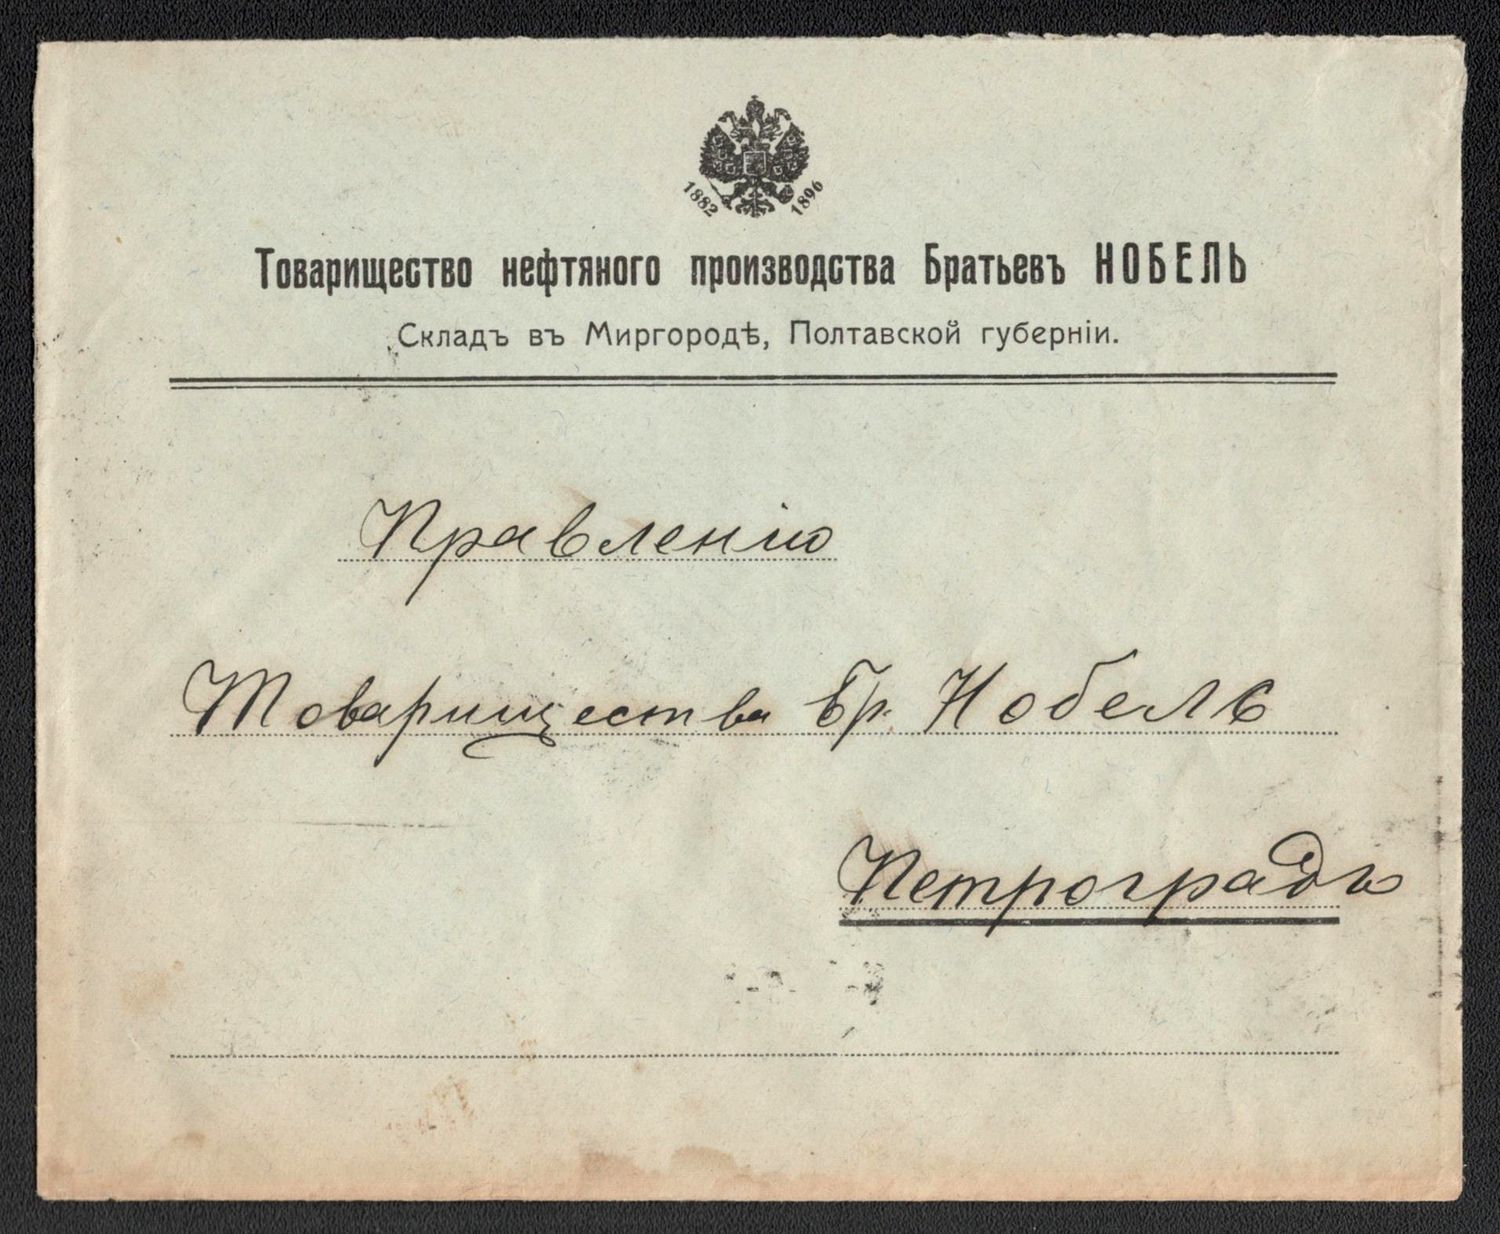 1882 1896
Товарищество нефтяного производства Братьевъ НОБЕЛЬ
Складъ въ Миргородѣ, Полтавской губерніи.
Правленію
Товарищества Бр. Нобель
Петроградъ